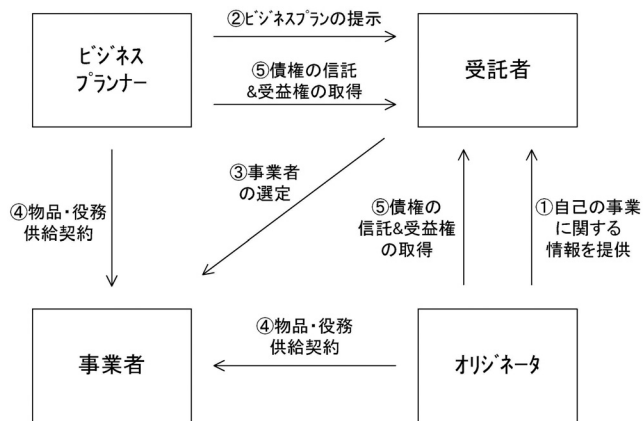 ②ビジネスプランの提示
ビジネス
プランナー
⑤債権の信託
&受益権の取得
受託者
③事業者
の選定
④物品・役務
供給契約
⑤債権の
信託&受益権
の取得
①自己の事業
に関する
情報を提供
④物品・役務
供給契約
事業者
オリジネータ